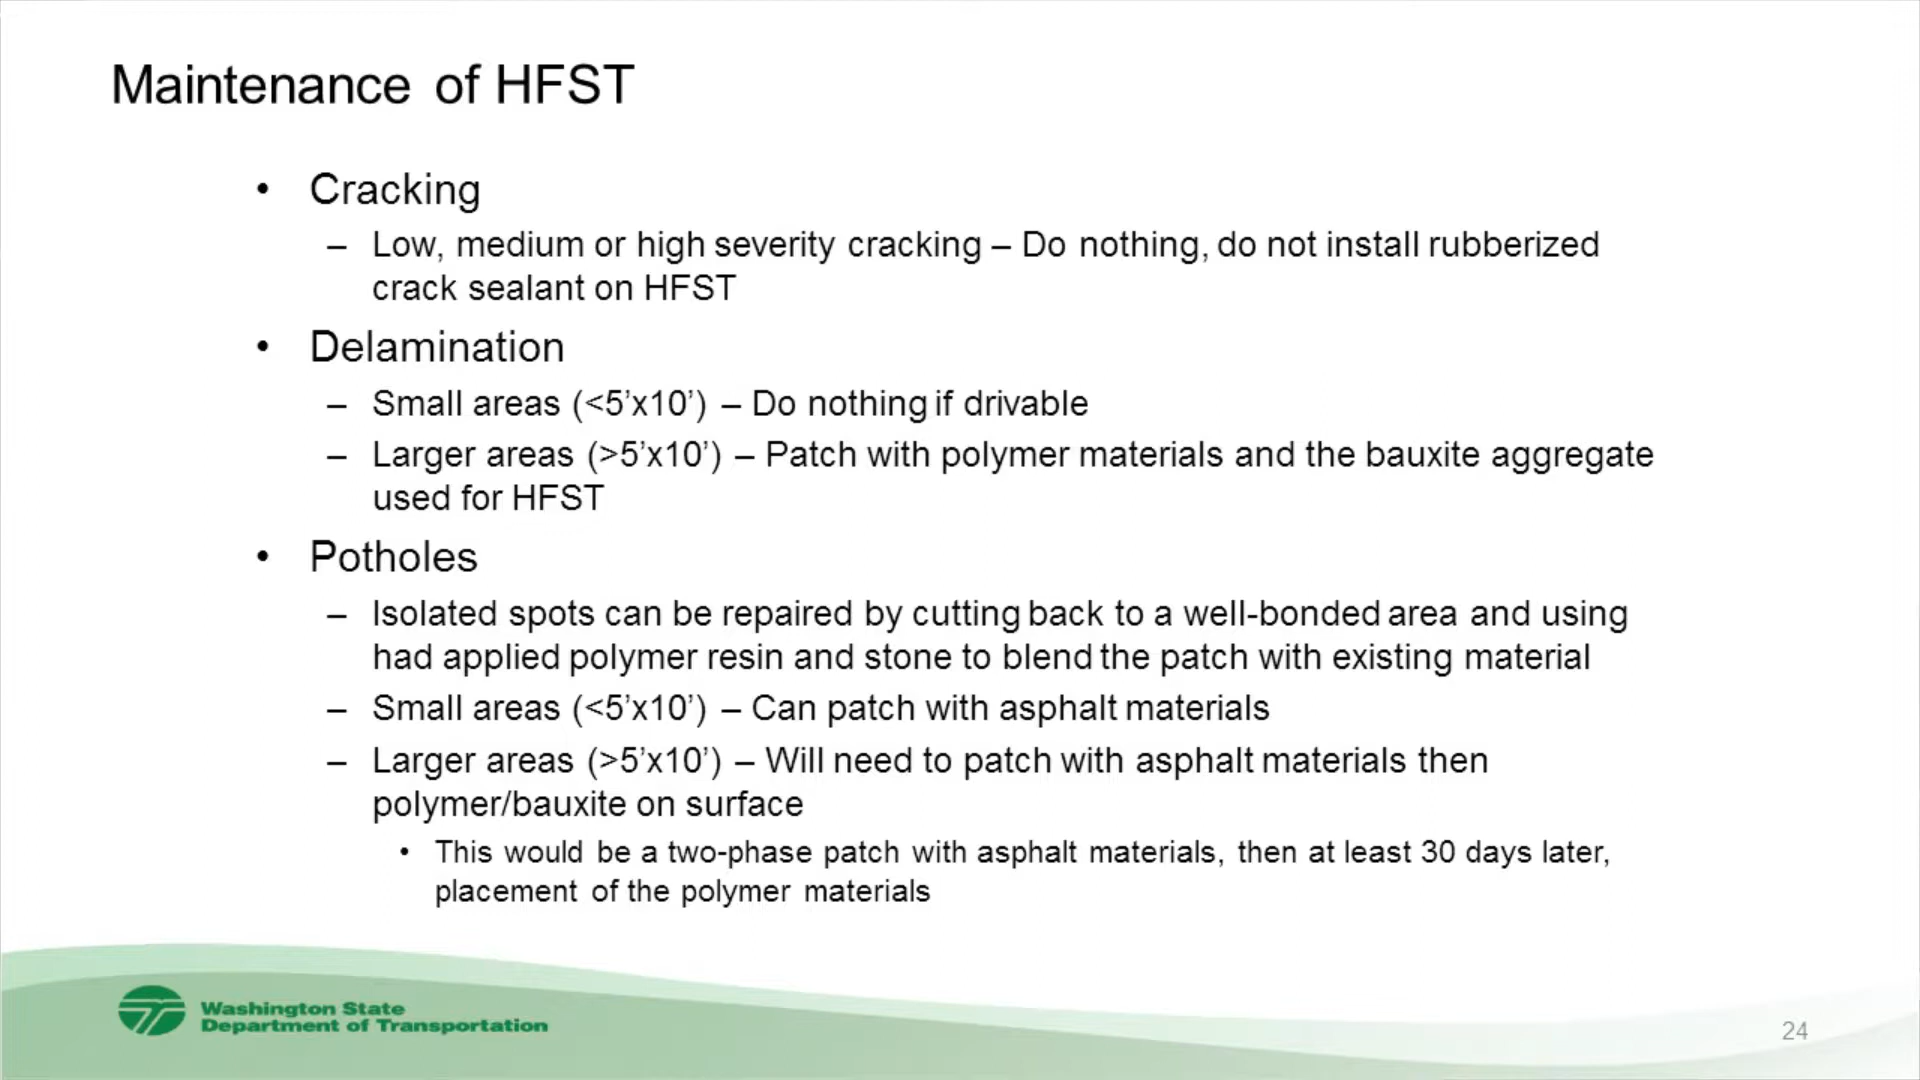 Maintenance of HFST
• Cracking
– Low, medium or high severity cracking – Do nothing, do not install rubberized
crack sealant on HFST
• Delamination
– Small areas (<5’x10’) – Do nothing if drivable
– Larger areas (>5’x10’) – Patch with polymer materials and the bauxite aggregate
used for HFST
• Potholes
– Isolated spots can be repaired by cutting back to a well-bonded area and using
had applied polymer resin and stone to blend the patch with existing material
– Small areas (<5’x10’) – Can patch with asphalt materials
– Larger areas (>5’x10’) – Will need to patch with asphalt materials then
polymer/bauxite on surface
• This would be a two-phase patch with asphalt materials, then at least 30 days later,
placement of the polymer materials
Washington State
Department of Transportation
24